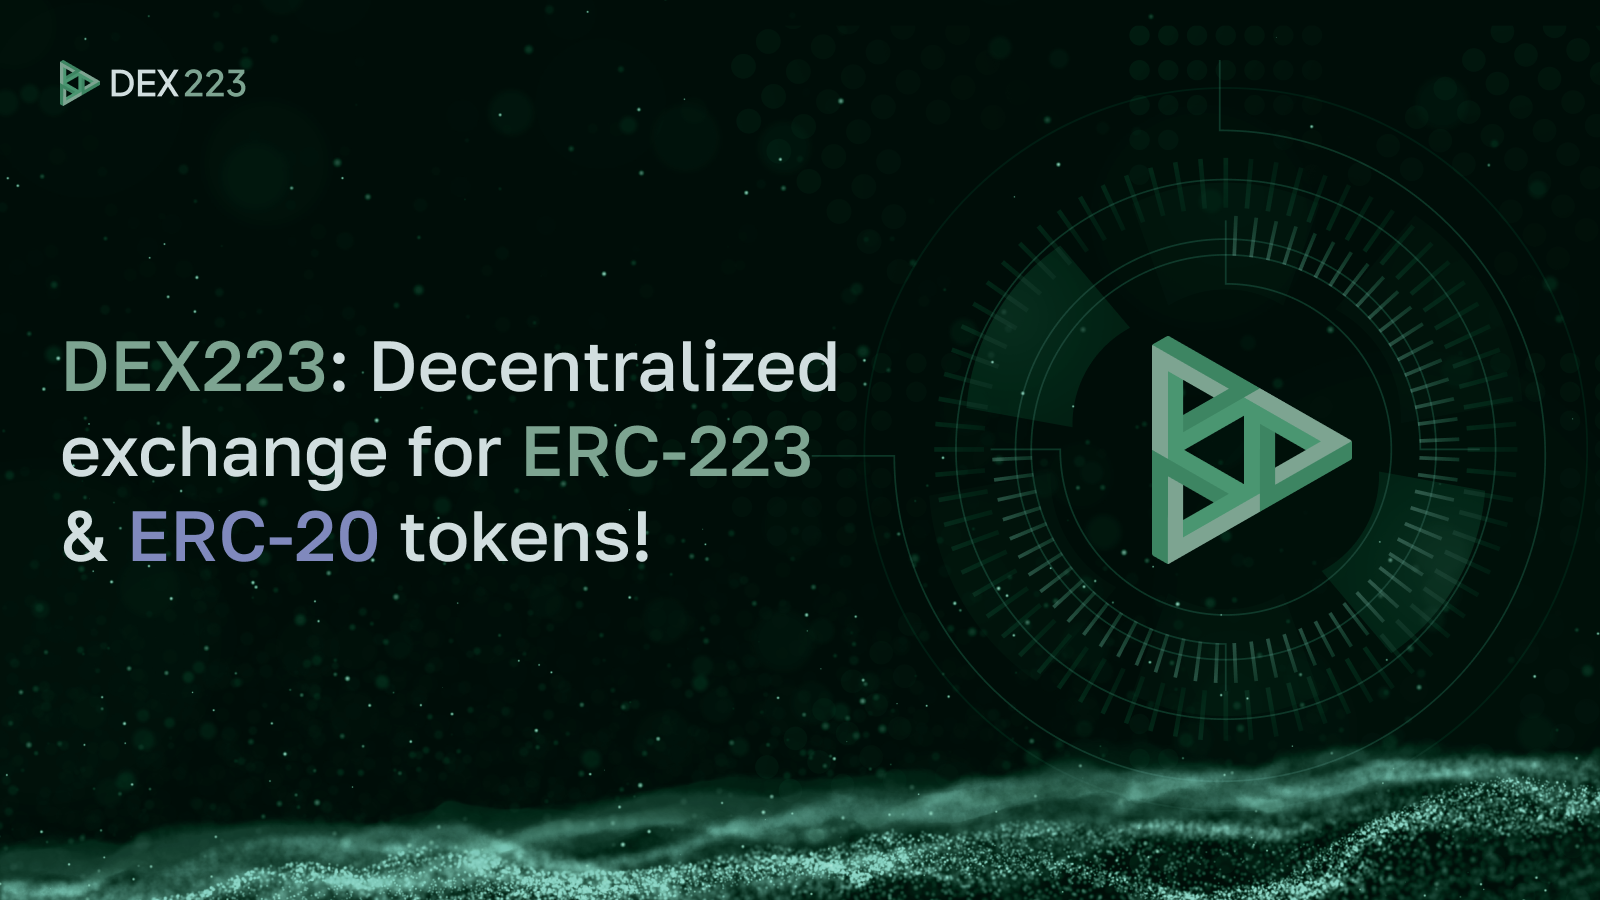 DEX223
DEX223: Decentralized
exchange for ERC-223
& ERC-20 tokens!